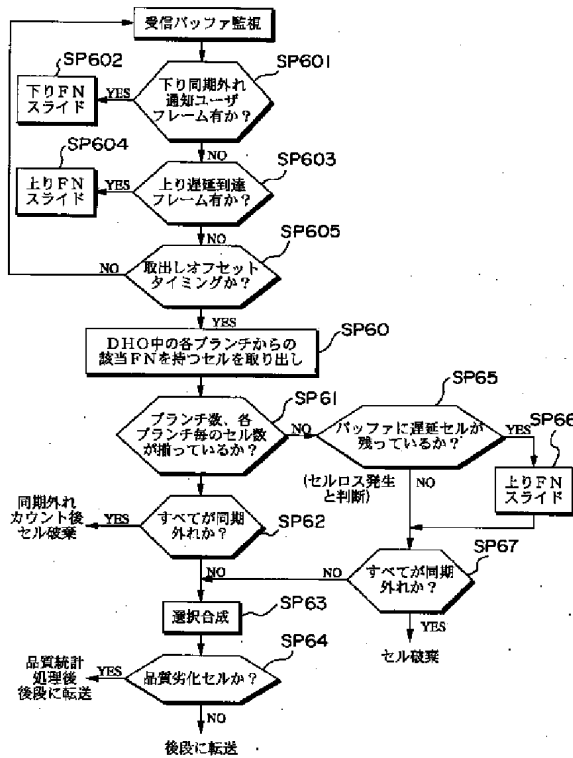 受信バッファ監視
SP601
下り同期外れ
通知ユーザ
フレーム有か？
YES
SP602
下りＦＮ
スライド
NO
SP603
上り遅延到達
フレーム有か？
YES
SP604
上りＦＮ
スライド
NO
SP605
取出しオフセット
タイミングか？
NO
YES
SP60
ＤＨＯ中の各ブランチからの
該当ＦＮを持つセルを取り出し
SP61
ブランチ数、各
ブランチ毎のセル数
が揃っているか？
NO
SP65
バッファに遅延セルが
残っているか？
YES
SP66
上りＦＮ
スライド
(セルロス発生
と判断)
NO
SP62
すべてが同期
外れか？
YES
同期外れ
カウント後
セル破棄
NO
SP67
すべてが同期
外れか？
NO
YES
セル破棄
SP63
選択合成
SP64
品質劣化セルか？
YES
品質統計
処理後
後段に転送
NO
後段に転送